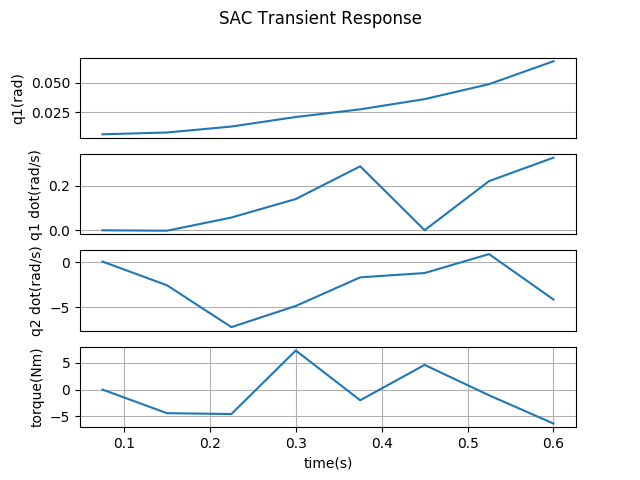 SAC Transient Response
q1(rad)
0.050
0.025
q1 dot(rad/s)
0.2
0.0
q2 dot(rad/s)
0
−5
torque(Nm)
5
0
−5
0.1 0.2 0.3 0.4 0.5 0.6
time(s)